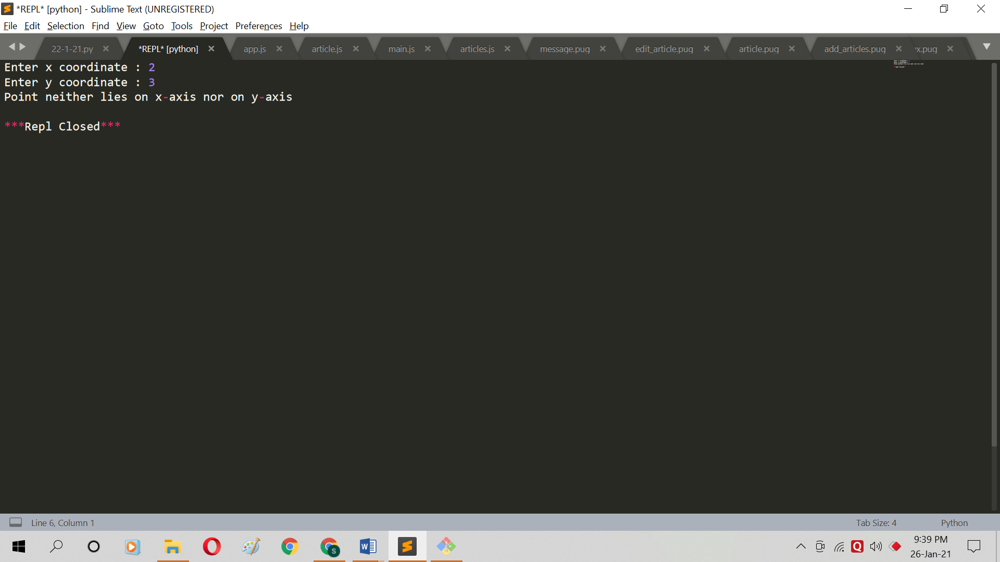 *REPL* [python] - Sublime Text (UNREGISTERED)
File Edit Selection Find View Goto Tools Project Preferences Help
22-1-21.py *REPL* [python] app.js article.js main.js articles.js message.pug edit_article.pug article.pug add_articles.pug x.pug
Enter x coordinate : 2
Enter y coordinate : 3
Point neither lies on x-axis nor on y-axis
***Repl Closed***
Line 6, Column 1 Tab Size: 4 Python
9:39 PM
26-Jan-21